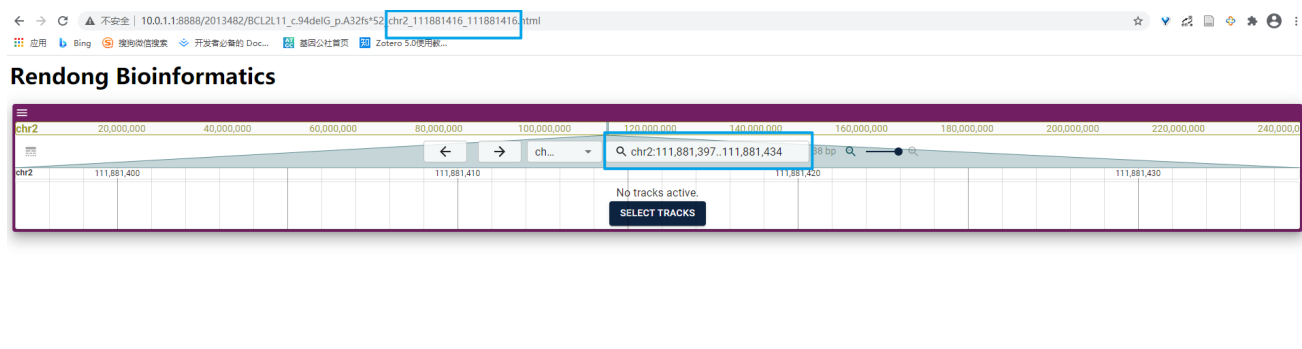 不安全 | 10.0.1.1:8888/2013482/BCL2L11_c.94delG_p.A32fs*52_chr2_111881416_111881416.html
应用 Bing 搜狗微信搜索 开发者必备的 Doc... 基因公社首页 知 Zotero 5.0使用教...
Rendong Bioinformatics
chr2 20,000,000 40,000,000 60,000,000 80,000,000 100,000,000 120,000,000 140,000,000 160,000,000 180,000,000 200,000,000 220,000,000 240,000,0
ch... chr2:111,881,397..111,881,434 38 bp
chr2 111,881,400 111,881,410 111,881,420 111,881,430
No tracks active.
SELECT TRACKS